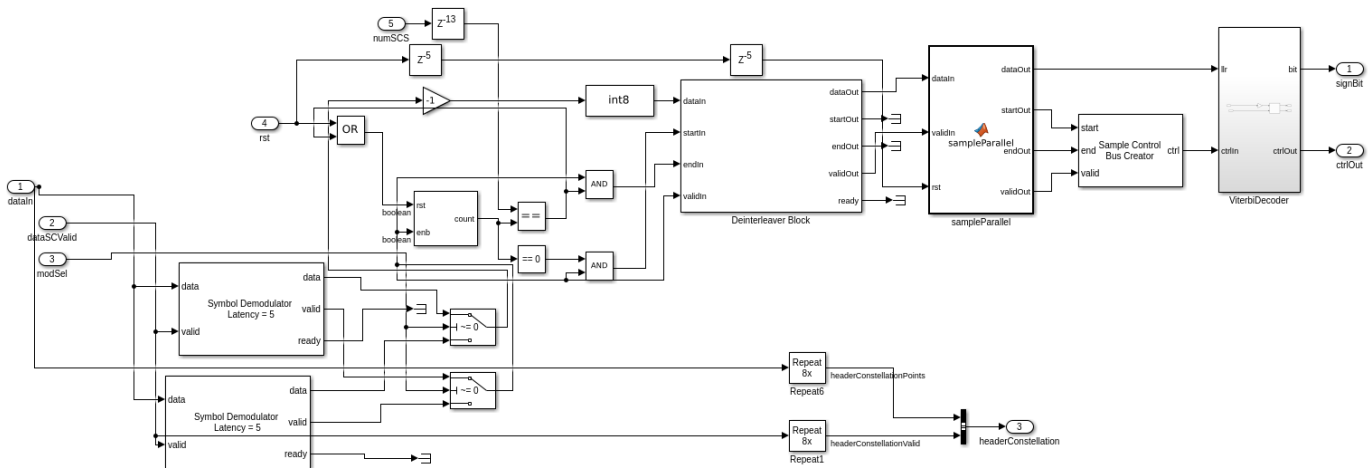 5
numSCS
Z-13
Z-5
Z-5
-1
int8
4
rst
OR
dataIn
startIn
endIn
validIn
dataOut
startOut
endOut
validOut
ready
Deinterleaver Block
dataIn
validIn
rst
sampleParallel
dataOut
startOut
endOut
validOut
sampleParallel
start
end
valid
Sample Control
Bus Creator
ctrl
llr
ctrlIn
bit
ctrlOut
ViterbiDecoder
1
signBit
2
ctrlOut
AND
boolean
boolean
rst
enb
count
==
== 0
AND
1
dataIn
2
dataSCValid
3
modSel
data
valid
Symbol Demodulator
Latency = 5
data
valid
ready
~= 0
data
valid
Symbol Demodulator
Latency = 5
data
valid
ready
~= 0
Repeat
8x
Repeat6
headerConstellationPoints
Repeat
8x
Repeat1
headerConstellationValid
3
headerConstellation